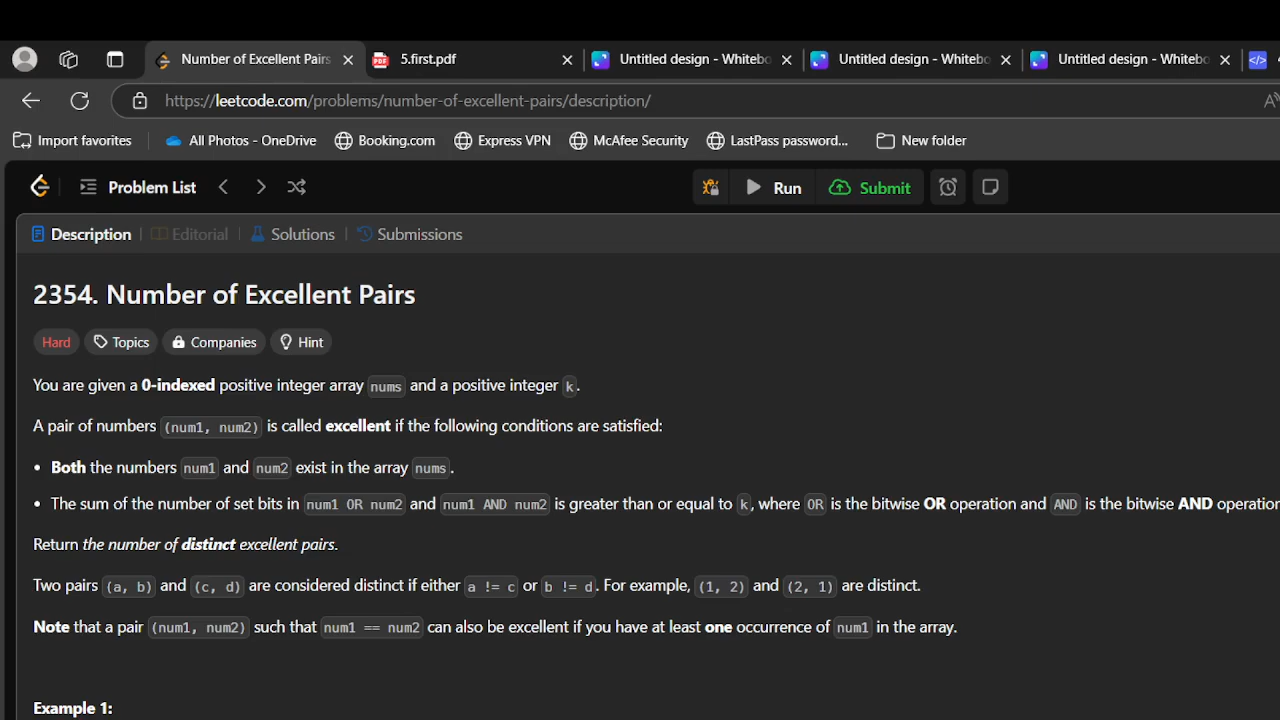 Number of Excellent Pairs
5.first.pdf
Untitled design - Whitebo
Untitled design - Whitebo
Untitled design - Whitebo
https://leetcode.com/problems/number-of-excellent-pairs/description/
Import favorites
All Photos - OneDrive
Booking.com
Express VPN
McAfee Security
LastPass password...
New folder
Problem List
Run
Submit
Description
Editorial
Solutions
Submissions
2354. Number of Excellent Pairs
Hard
Topics
Companies
Hint
You are given a 0-indexed positive integer array nums and a positive integer k.
A pair of numbers (num1, num2) is called excellent if the following conditions are satisfied:
• Both the numbers num1 and num2 exist in the array nums.
• The sum of the number of set bits in num1 OR num2 and num1 AND num2 is greater than or equal to k, where OR is the bitwise OR operation and AND is the bitwise AND operation
Return the number of distinct excellent pairs.
Two pairs (a, b) and (c, d) are considered distinct if either a != c or b != d. For example, (1, 2) and (2, 1) are distinct.
Note that a pair (num1, num2) such that num1 == num2 can also be excellent if you have at least one occurrence of num1 in the array.
Example 1: